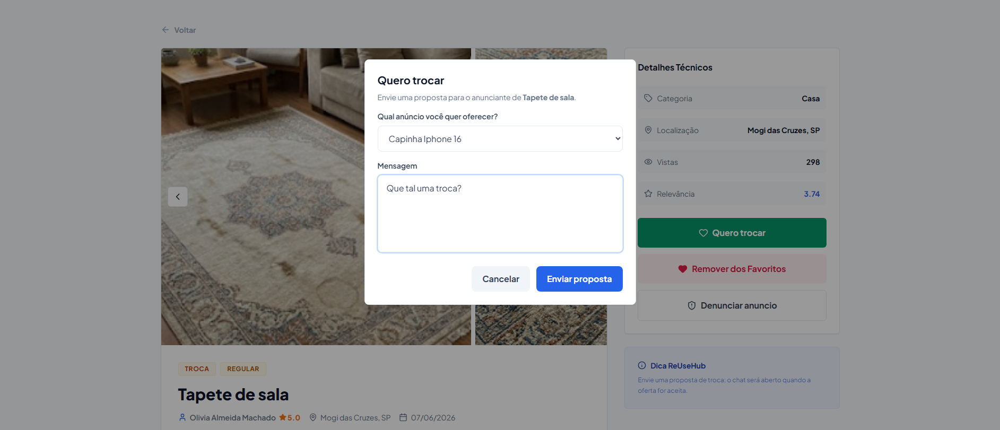 Voltar
Quero trocar
Envie uma proposta para o anunciante de Tapete de sala.
Qual anúncio você quer oferecer?
Capinha Iphone 16
Mensagem
Que tal uma troca?
Cancelar
Enviar proposta
TROCA
REGULAR
Tapete de sala
Olivia Almeida Machado 5.0 Mogi das Cruzes, SP 07/06/2026
Detalhes Técnicos
Categoria Casa
Localização Mogi das Cruzes, SP
Vistas 298
Relevância 3.74
Quero trocar
Remover dos Favoritos
Denunciar anuncio
Dica ReUseHub
Envie uma proposta de troca; o chat será aberto quando a
oferta for aceita.